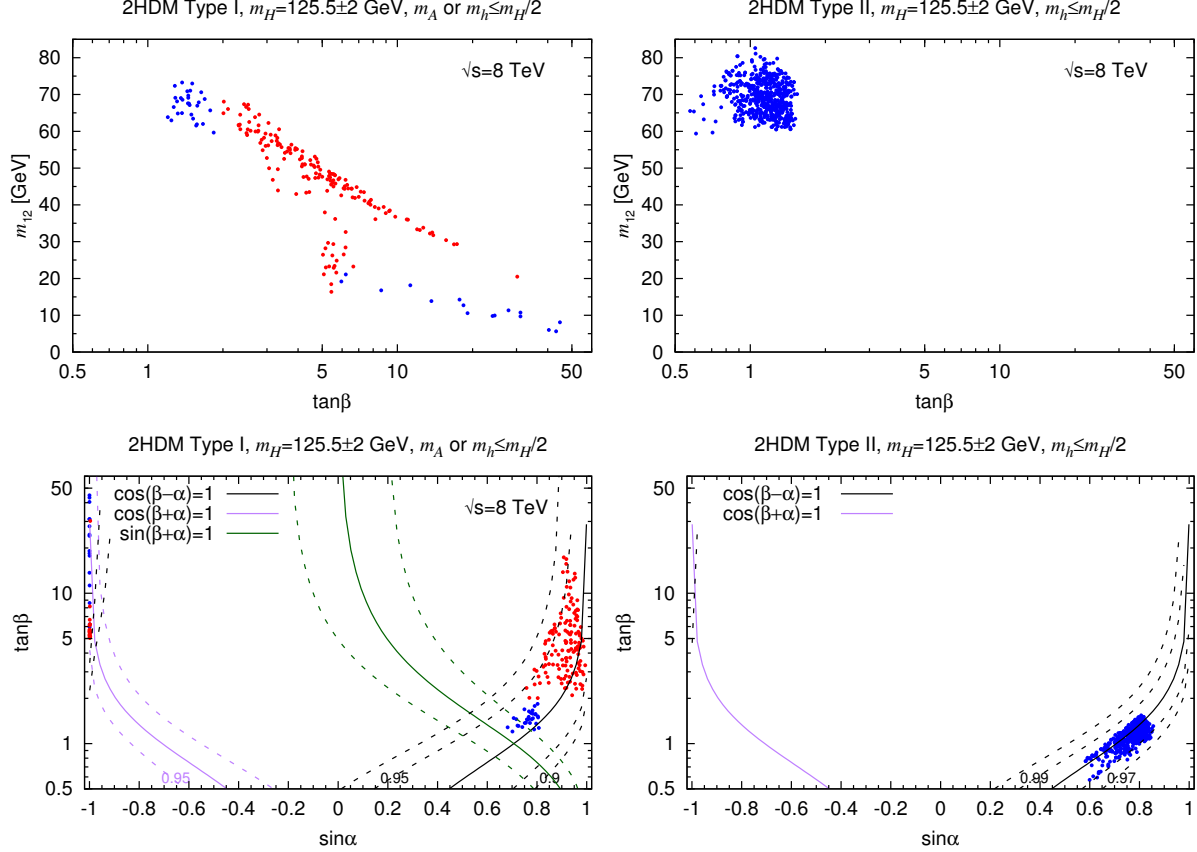 2HDM Type I, m_H=125.5±2 GeV, m_A or m_h≤m_H/2
2HDM Type II, m_H=125.5±2 GeV, m_h≤m_H/2
80
70
60
50
40
30
20
10
0
m_12 [GeV]
√s=8 TeV
0.5 1 5 10 50
tanβ
80
70
60
50
40
30
20
10
0
m_12 [GeV]
√s=8 TeV
0.5 1 5 10 50
tanβ
2HDM Type I, m_H=125.5±2 GeV, m_A or m_h≤m_H/2
2HDM Type II, m_H=125.5±2 GeV, m_h≤m_H/2
50
10
5
1
0.5
tanβ
cos(β−α)=1
cos(β+α)=1
sin(β+α)=1
√s=8 TeV
0.95 0.95 0.9
-1 -0.8 -0.6 -0.4 -0.2 0 0.2 0.4 0.6 0.8 1
sinα
50
10
5
1
0.5
tanβ
cos(β−α)=1
cos(β+α)=1
0.99 0.97
-1 -0.8 -0.6 -0.4 -0.2 0 0.2 0.4 0.6 0.8 1
sinα